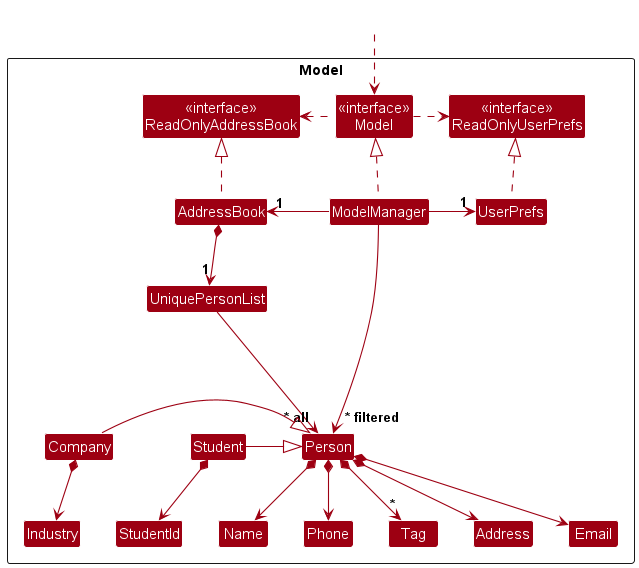 Model
«interface»
ReadOnlyAddressBook
«interface»
Model
«interface»
ReadOnlyUserPrefs
AddressBook
1
ModelManager
1
UserPrefs
1
UniquePersonList
* all
* filtered
Company
Student
Person
*
Industry
StudentId
Name
Phone
Tag
Address
Email